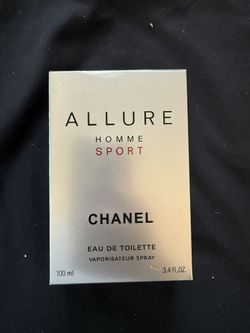 ALLURE
HOMME
SPORT
CHANEL
EAU DE TOILETTE
VAPORISATEUR SPRAY
100 ml 3.4 FL.OZ.